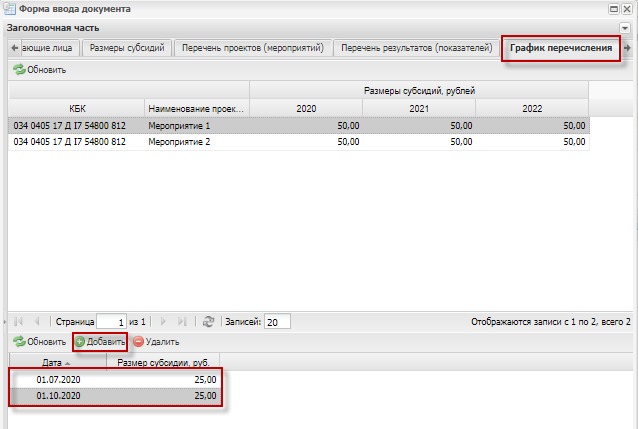 Форма ввода документа
Заголовочная часть
ающие лица Размеры субсидий Перечень проектов (мероприятий) Перечень результатов (показателей) График перечисления
Обновить
Размеры субсидий, рублей
КБК Наименование проек... 2020 2021 2022
034 0405 17 Д I7 54800 812 Мероприятие 1 50,00 50,00 50,00
034 0405 17 Д I7 54800 812 Мероприятие 2 50,00 50,00 50,00
Страница 1 из 1 Записей: 20 Отображаются записи с 1 по 2, всего 2
Обновить Добавить Удалить
Дата Размер субсидии, руб.
01.07.2020 25,00
01.10.2020 25,00